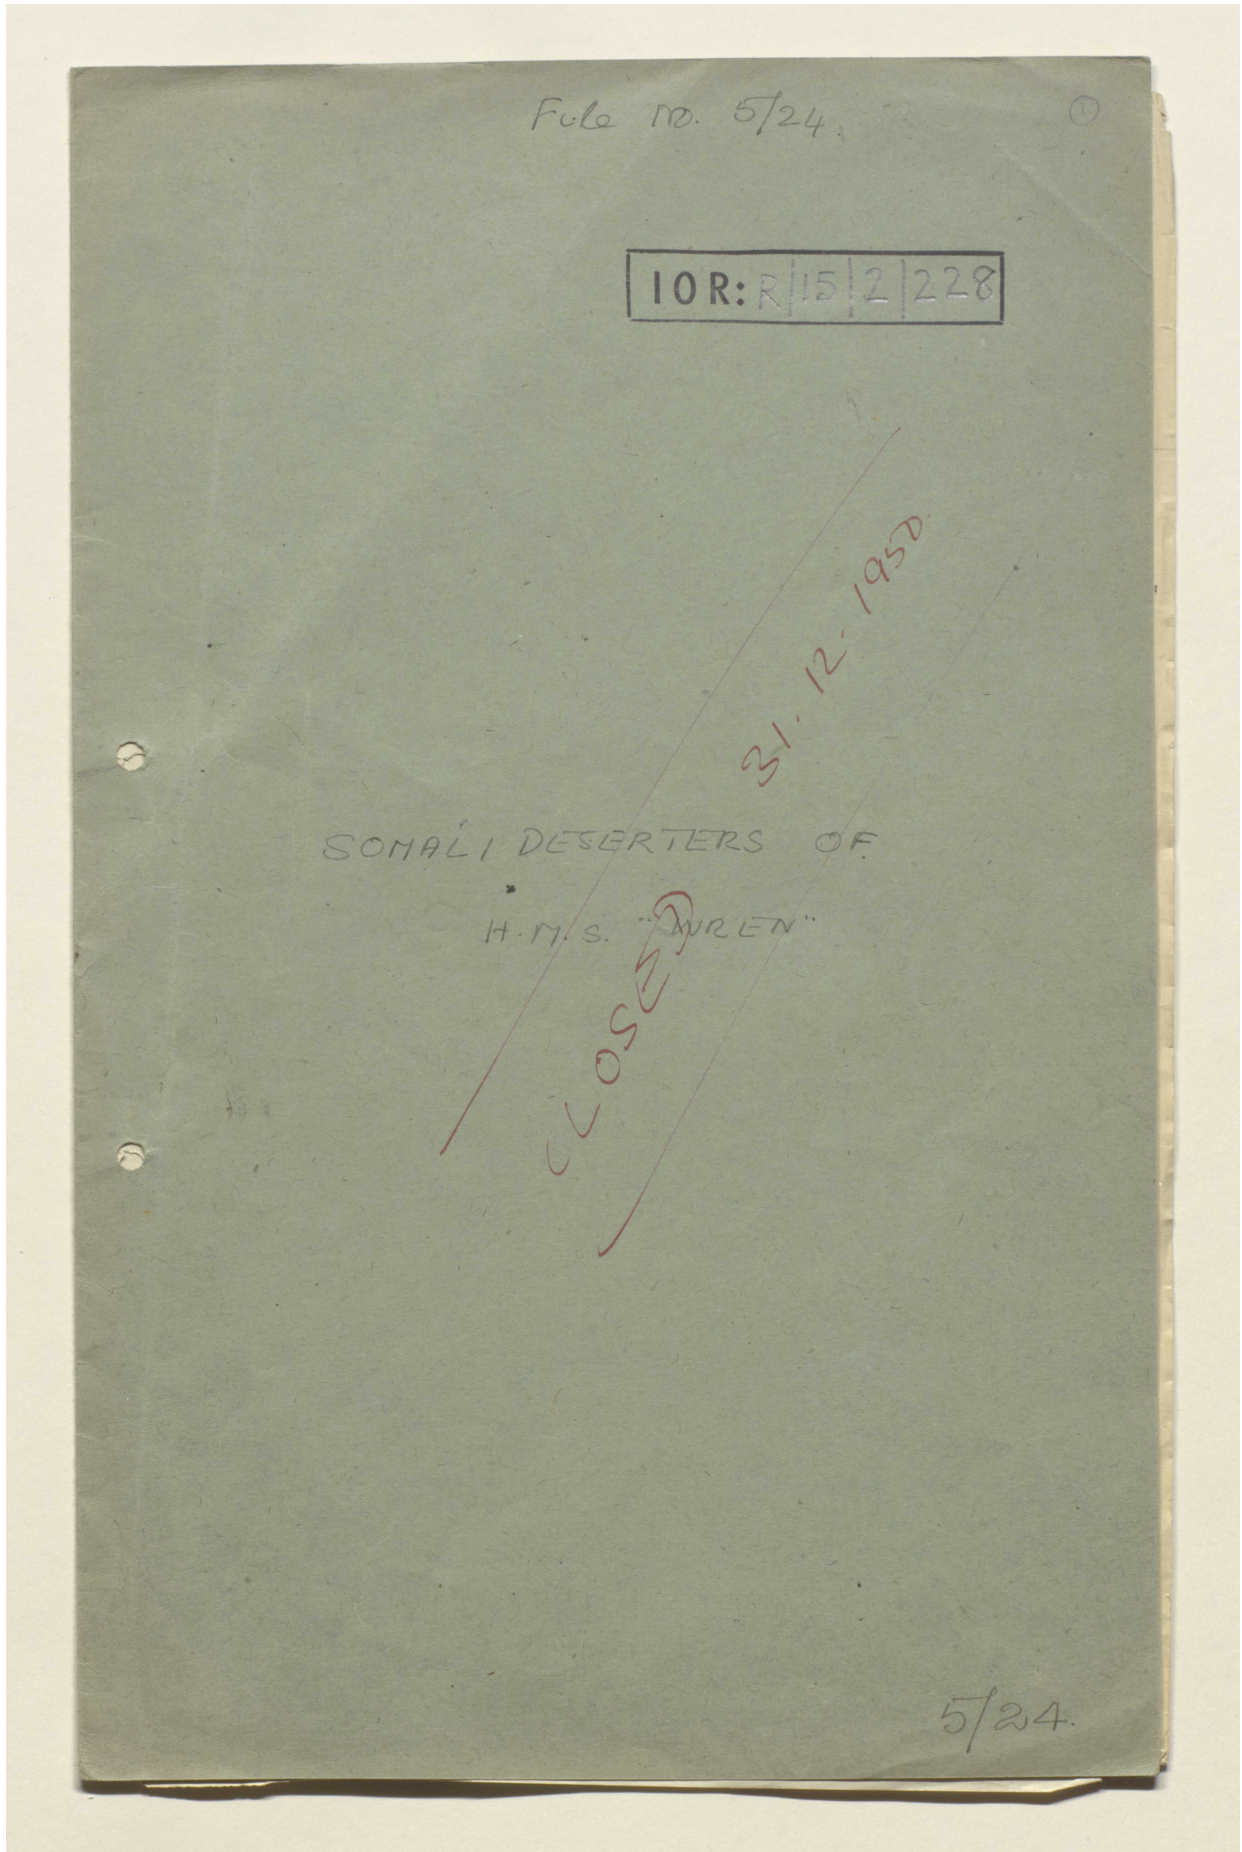 File No. 5/24.
1
IOR: R/15/2/228
31.12.1950
SOMALI DESERTERS OF
H.M.S. "WREN"
CLOSED
5/24.